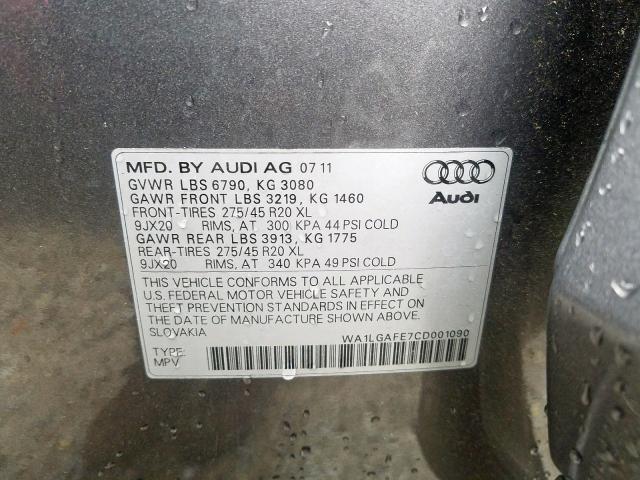 MFD. BY AUDI AG 07 11
GVWR LBS 6790, KG 3080
GAWR FRONT LBS 3219, KG 1460
FRONT-TIRES 275/45 R20 XL
9JX20 RIMS, AT 300 KPA 44 PSI COLD
GAWR REAR LBS 3913, KG 1775
REAR-TIRES 275/45 R20 XL
9JX20 RIMS, AT 340 KPA 49 PSI COLD
Audi
THIS VEHICLE CONFORMS TO ALL APPLICABLE
U.S. FEDERAL MOTOR VEHICLE SAFETY AND
THEFT PREVENTION STANDARDS IN EFFECT ON
THE DATE OF MANUFACTURE SHOWN ABOVE.
SLOVAKIA
WA1LGAFE7CD001090
TYPE:
MPV